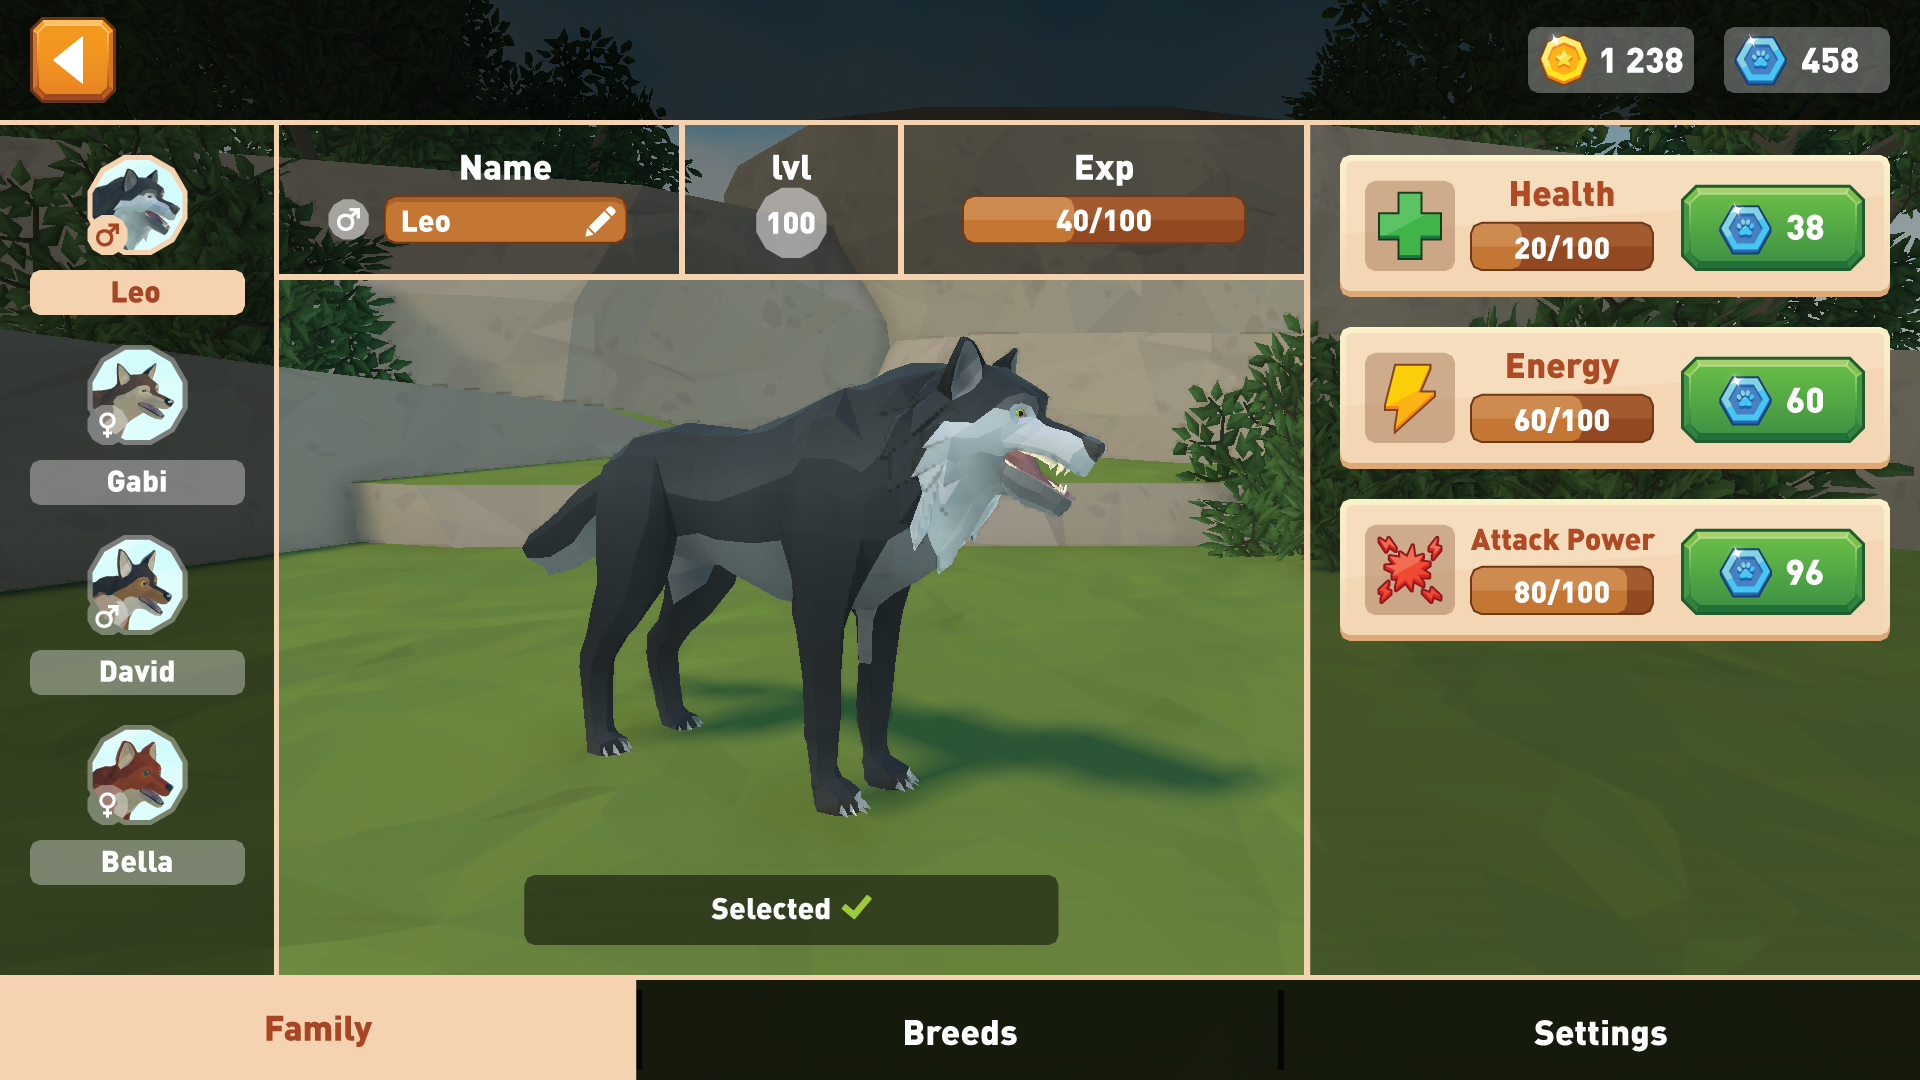 1 238
458
Name
lvl
Exp
Leo
100
40/100
Leo
Gabi
David
Bella
Health
20/100
38
Energy
60/100
60
Attack Power
80/100
96
Selected
Family
Breeds
Settings